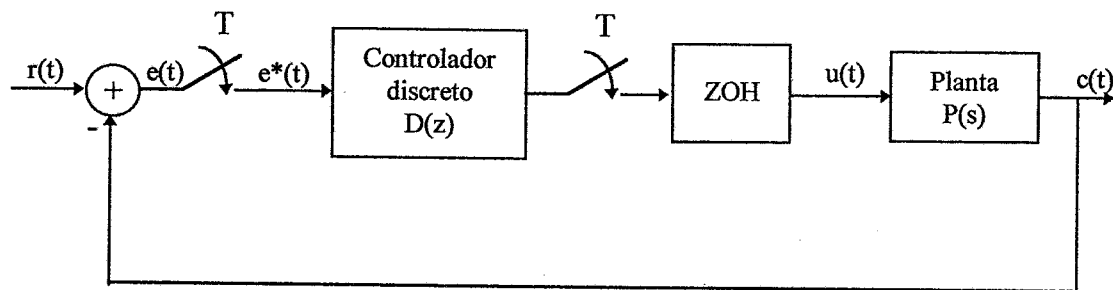 T
T
r(t)
+
-
e(t)
e*(t)
Controlador
discreto
D(z)
ZOH
u(t)
Planta
P(s)
c(t)